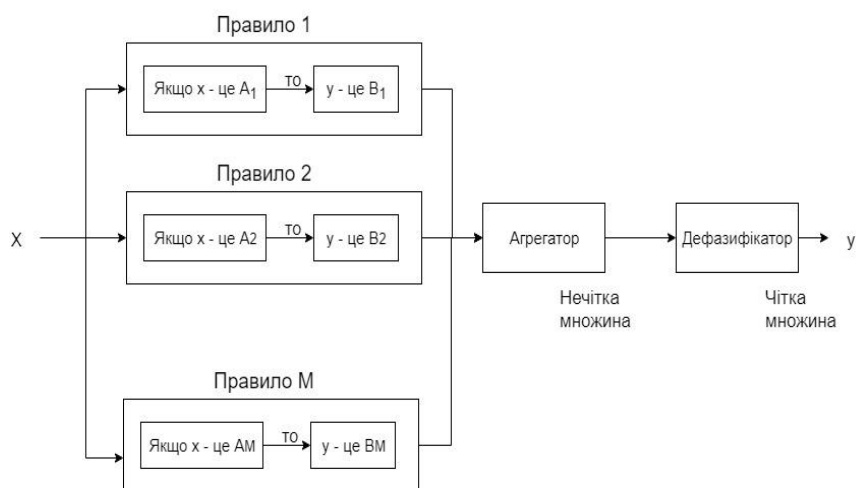 Правило 1
Якщо x - це A1
то
y - це B1
Правило 2
Якщо x - це A2
то
y - це B2
X
Агрегатор
Дефазифікатор
y
Нечітка
множина
Чітка
множина
Правило М
Якщо x - це AM
то
y - це BM